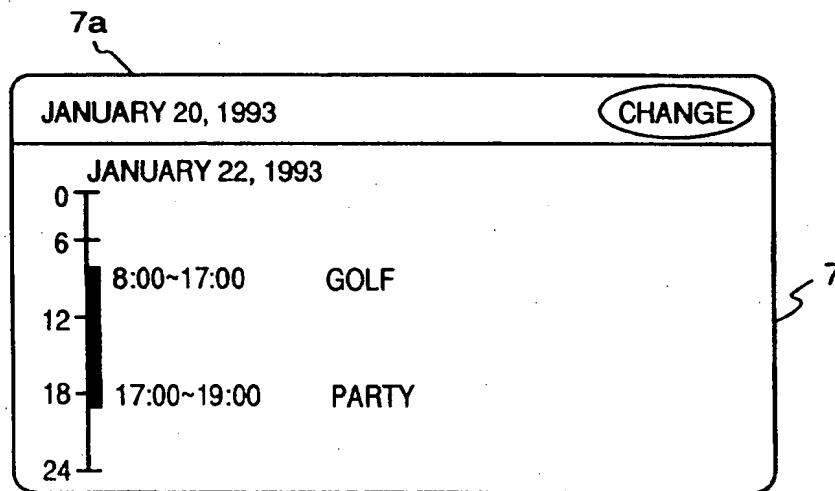 7a
JANUARY 20, 1993 CHANGE
JANUARY 22, 1993
0
6
8:00~17:00 GOLF
7
12
18 17:00~19:00 PARTY
24